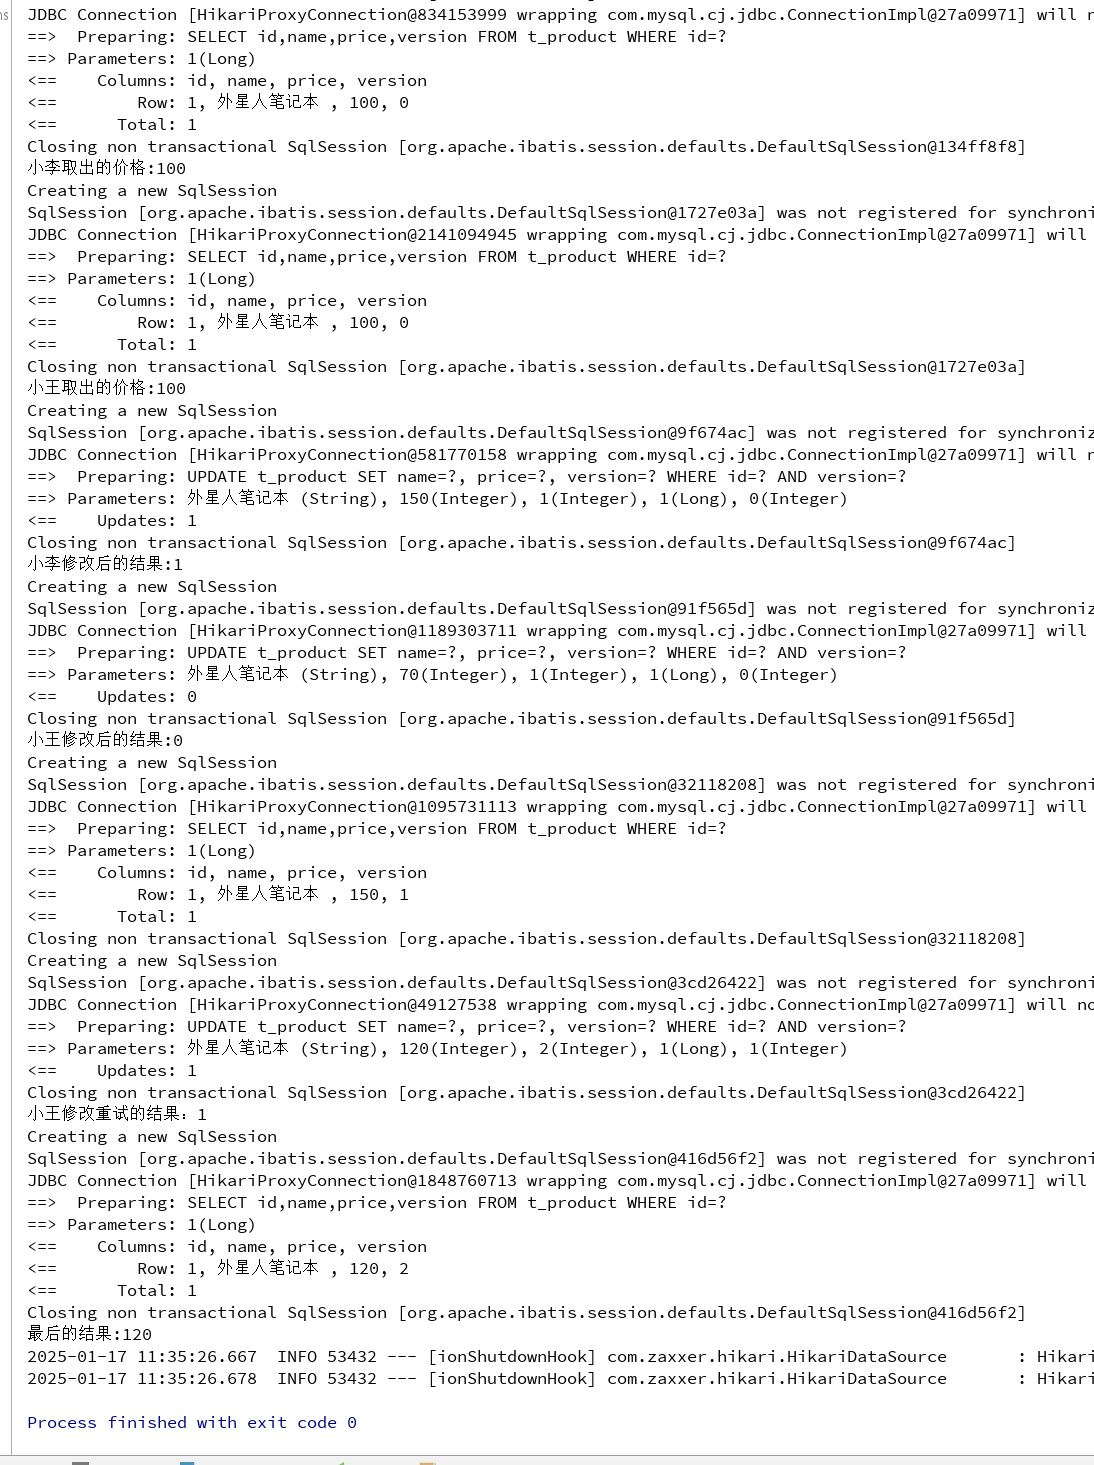 ns
JDBC Connection [HikariProxyConnection@834153999 wrapping com.mysql.cj.jdbc.ConnectionImpl@27a09971] will n
==>  Preparing: SELECT id,name,price,version FROM t_product WHERE id=?
==> Parameters: 1(Long)
<==    Columns: id, name, price, version
<==        Row: 1, 外星人笔记本 , 100, 0
<==      Total: 1
Closing non transactional SqlSession [org.apache.ibatis.session.defaults.DefaultSqlSession@134ff8f8]
小李取出的价格:100
Creating a new SqlSession
SqlSession [org.apache.ibatis.session.defaults.DefaultSqlSession@1727e03a] was not registered for synchroni
JDBC Connection [HikariProxyConnection@2141094945 wrapping com.mysql.cj.jdbc.ConnectionImpl@27a09971] will
==>  Preparing: SELECT id,name,price,version FROM t_product WHERE id=?
==> Parameters: 1(Long)
<==    Columns: id, name, price, version
<==        Row: 1, 外星人笔记本 , 100, 0
<==      Total: 1
Closing non transactional SqlSession [org.apache.ibatis.session.defaults.DefaultSqlSession@1727e03a]
小王取出的价格:100
Creating a new SqlSession
SqlSession [org.apache.ibatis.session.defaults.DefaultSqlSession@9f674ac] was not registered for synchroniz
JDBC Connection [HikariProxyConnection@581770158 wrapping com.mysql.cj.jdbc.ConnectionImpl@27a09971] will n
==>  Preparing: UPDATE t_product SET name=?, price=?, version=? WHERE id=? AND version=?
==> Parameters: 外星人笔记本 (String), 150(Integer), 1(Integer), 1(Long), 0(Integer)
<==    Updates: 1
Closing non transactional SqlSession [org.apache.ibatis.session.defaults.DefaultSqlSession@9f674ac]
小李修改后的结果:1
Creating a new SqlSession
SqlSession [org.apache.ibatis.session.defaults.DefaultSqlSession@91f565d] was not registered for synchroniz
JDBC Connection [HikariProxyConnection@1189303711 wrapping com.mysql.cj.jdbc.ConnectionImpl@27a09971] will
==>  Preparing: UPDATE t_product SET name=?, price=?, version=? WHERE id=? AND version=?
==> Parameters: 外星人笔记本 (String), 70(Integer), 1(Integer), 1(Long), 0(Integer)
<==    Updates: 0
Closing non transactional SqlSession [org.apache.ibatis.session.defaults.DefaultSqlSession@91f565d]
小王修改后的结果:0
Creating a new SqlSession
SqlSession [org.apache.ibatis.session.defaults.DefaultSqlSession@32118208] was not registered for synchroni
JDBC Connection [HikariProxyConnection@1095731113 wrapping com.mysql.cj.jdbc.ConnectionImpl@27a09971] will
==>  Preparing: SELECT id,name,price,version FROM t_product WHERE id=?
==> Parameters: 1(Long)
<==    Columns: id, name, price, version
<==        Row: 1, 外星人笔记本 , 150, 1
<==      Total: 1
Closing non transactional SqlSession [org.apache.ibatis.session.defaults.DefaultSqlSession@32118208]
Creating a new SqlSession
SqlSession [org.apache.ibatis.session.defaults.DefaultSqlSession@3cd26422] was not registered for synchroni
JDBC Connection [HikariProxyConnection@49127538 wrapping com.mysql.cj.jdbc.ConnectionImpl@27a09971] will no
==>  Preparing: UPDATE t_product SET name=?, price=?, version=? WHERE id=? AND version=?
==> Parameters: 外星人笔记本 (String), 120(Integer), 2(Integer), 1(Long), 1(Integer)
<==    Updates: 1
Closing non transactional SqlSession [org.apache.ibatis.session.defaults.DefaultSqlSession@3cd26422]
小王修改重试的结果：1
Creating a new SqlSession
SqlSession [org.apache.ibatis.session.defaults.DefaultSqlSession@416d56f2] was not registered for synchroni
JDBC Connection [HikariProxyConnection@1848760713 wrapping com.mysql.cj.jdbc.ConnectionImpl@27a09971] will
==>  Preparing: SELECT id,name,price,version FROM t_product WHERE id=?
==> Parameters: 1(Long)
<==    Columns: id, name, price, version
<==        Row: 1, 外星人笔记本 , 120, 2
<==      Total: 1
Closing non transactional SqlSession [org.apache.ibatis.session.defaults.DefaultSqlSession@416d56f2]
最后的结果:120
2025-01-17 11:35:26.667  INFO 53432 --- [ionShutdownHook] com.zaxxer.hikari.HikariDataSource       : Hikari
2025-01-17 11:35:26.678  INFO 53432 --- [ionShutdownHook] com.zaxxer.hikari.HikariDataSource       : Hikari
Process finished with exit code 0